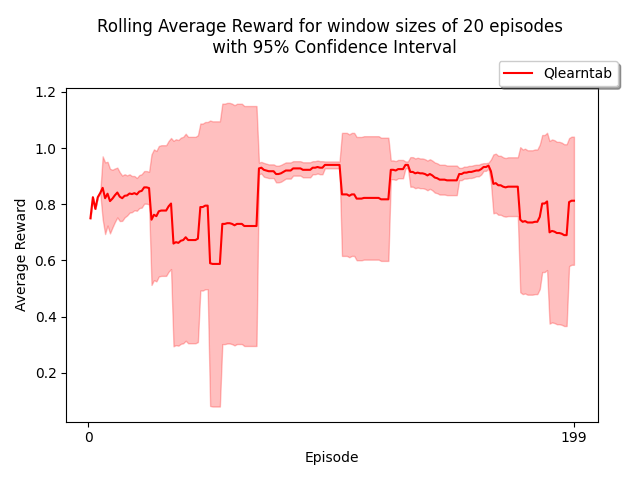 Rolling Average Reward for window sizes of 20 episodes
with 95% Confidence Interval
Qlearntab
1.2
1.0
0.8
0.6
0.4
0.2
Average Reward
0
199
Episode